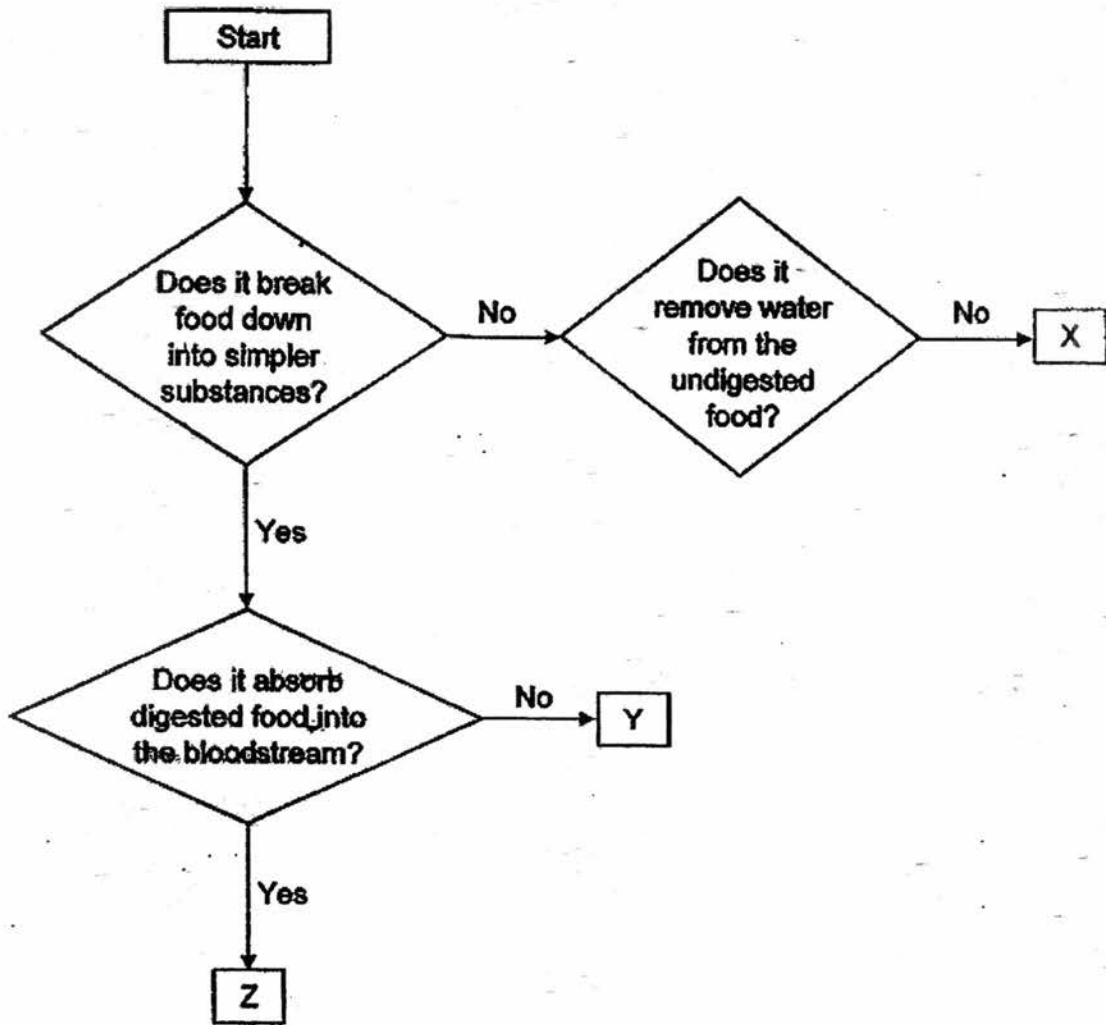 Start
Does it break
food down
into simpler
substances?
No
Does it
remove water
from the
undigested
food?
No
X
Yes
Does it absorb
digested food into
the bloodstream?
No
Y
Yes
Z